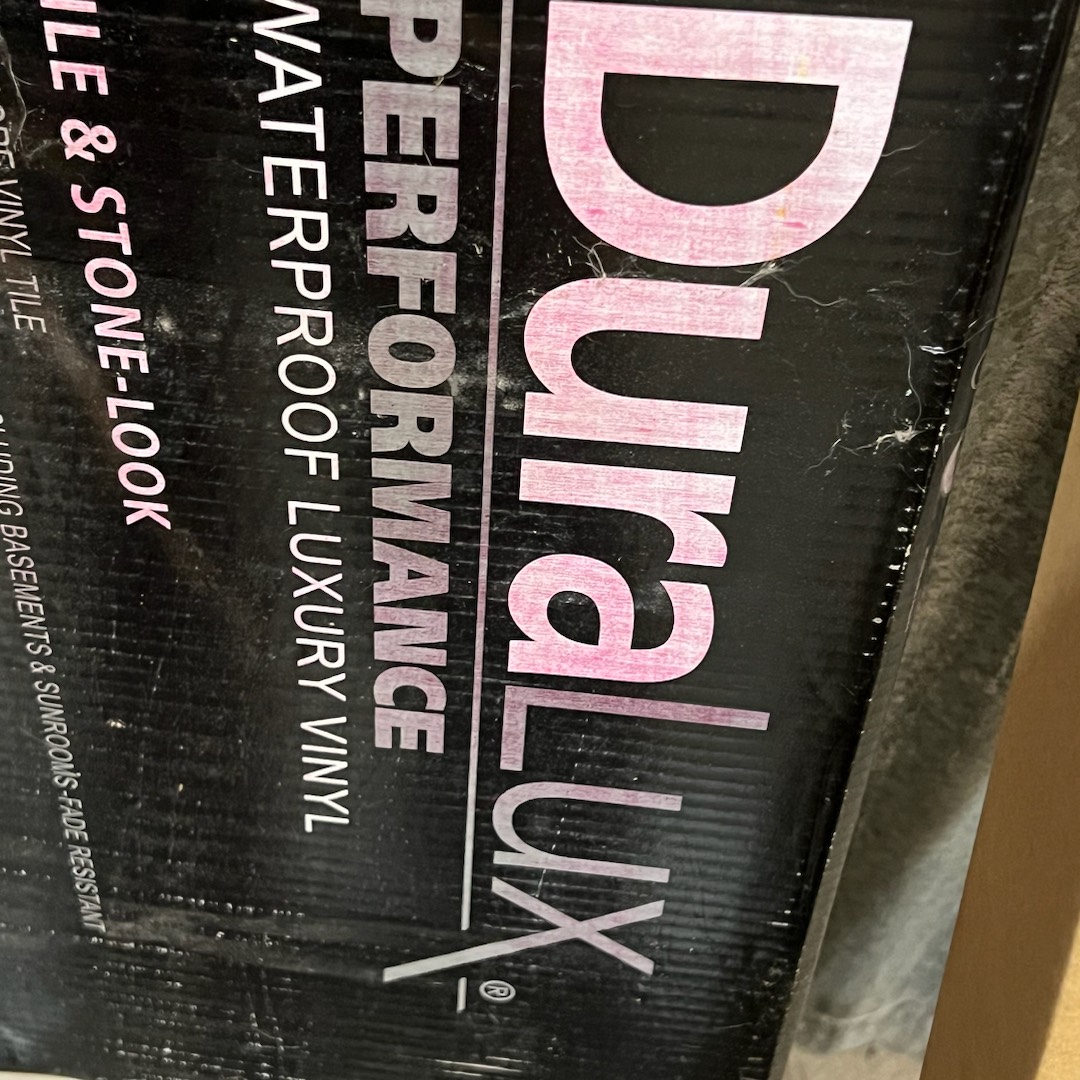 DuraLux®
PERFORMANCE
WATERPROOF LUXURY VINYL
ILE & STONE-LOOK
VINYL TILE
BASEMENTS & SUNROOMS·FADE RESISTANT